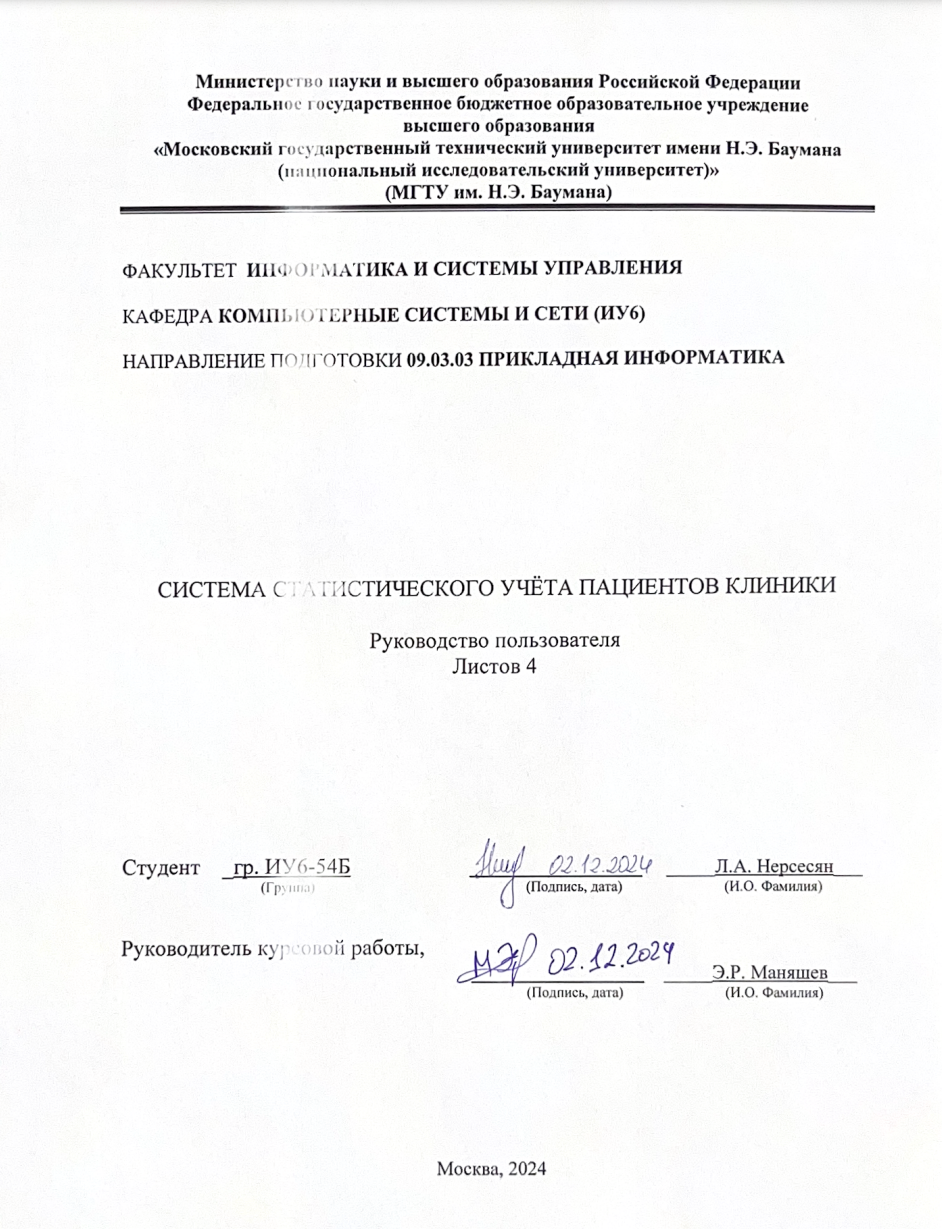 Министерство науки и высшего образования Российской Федерации
Федеральное государственное бюджетное образовательное учреждение
высшего образования
«Московский государственный технический университет имени Н.Э. Баумана
(национальный исследовательский университет)»
(МГТУ им. Н.Э. Баумана)
ФАКУЛЬТЕТ ИНФОРМАТИКА И СИСТЕМЫ УПРАВЛЕНИЯ
КАФЕДРА КОМПЬЮТЕРНЫЕ СИСТЕМЫ И СЕТИ (ИУ6)
НАПРАВЛЕНИЕ ПОДГОТОВКИ 09.03.03 ПРИКЛАДНАЯ ИНФОРМАТИКА
СИСТЕМА СТАТИСТИЧЕСКОГО УЧЁТА ПАЦИЕНТОВ КЛИНИКИ
Руководство пользователя
Листов 4
Студент гр. ИУ6-54Б 02.12.2024 Л.А. Нерсесян
(Группа) (Подпись, дата) (И.О. Фамилия)
Руководитель курсовой работы, 02.12.2024 Э.Р. Маняшев
(Подпись, дата) (И.О. Фамилия)
Москва, 2024